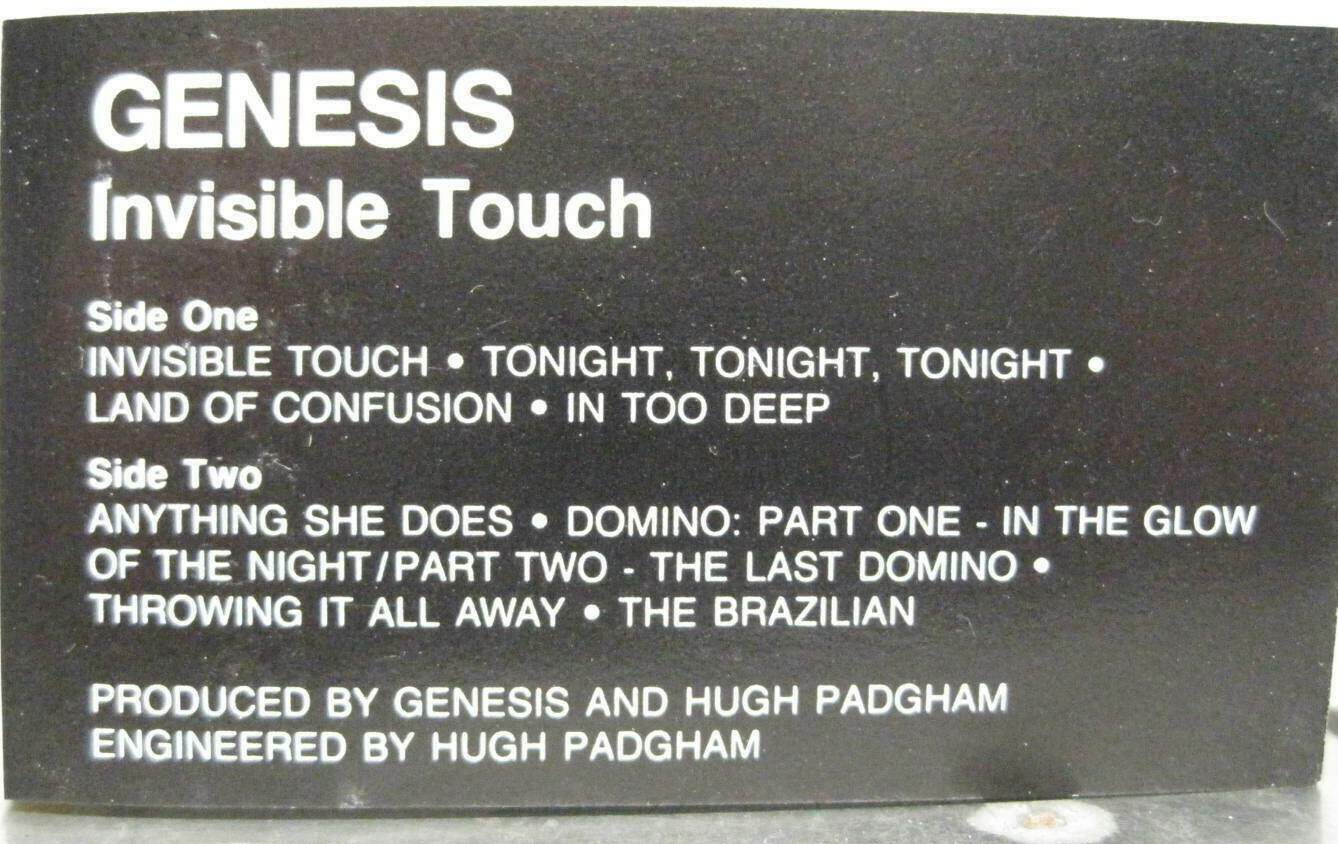 GENESIS
Invisible Touch
Side One
INVISIBLE TOUCH • TONIGHT, TONIGHT, TONIGHT •
LAND OF CONFUSION • IN TOO DEEP
Side Two
ANYTHING SHE DOES • DOMINO: PART ONE - IN THE GLOW
OF THE NIGHT/PART TWO - THE LAST DOMINO •
THROWING IT ALL AWAY • THE BRAZILIAN
PRODUCED BY GENESIS AND HUGH PADGHAM
ENGINEERED BY HUGH PADGHAM